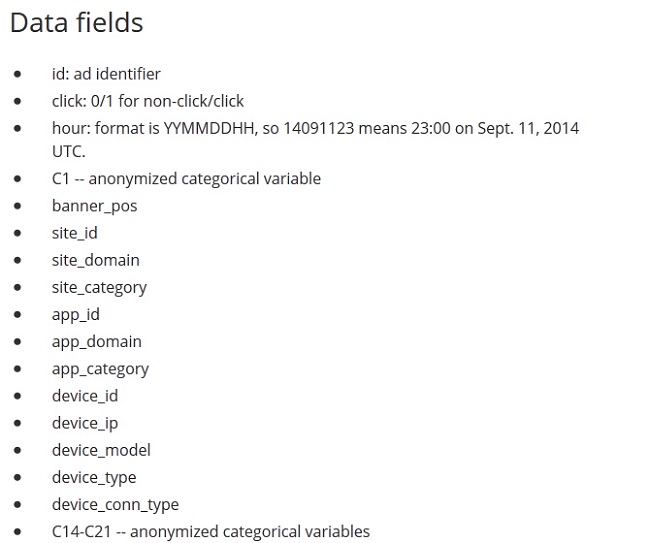 Data fields
• id: ad identifier
• click: 0/1 for non-click/click
• hour: format is YYMMDDHH, so 14091123 means 23:00 on Sept. 11, 2014
UTC.
• C1 -- anonymized categorical variable
• banner_pos
• site_id
• site_domain
• site_category
• app_id
• app_domain
• app_category
• device_id
• device_ip
• device_model
• device_type
• device_conn_type
• C14-C21 -- anonymized categorical variables